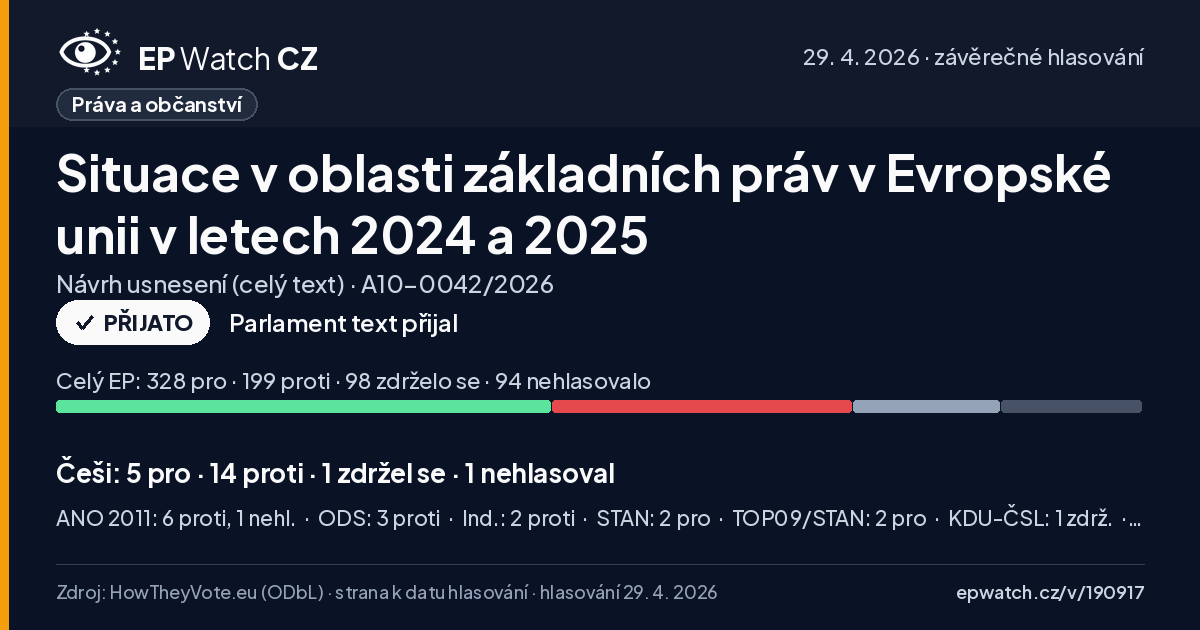 EP Watch CZ
29. 4. 2026 · závěrečné hlasování
Práva a občanství
Situace v oblasti základních práv v Evropské
unii v letech 2024 a 2025
Návrh usnesení (celý text) · A10–0042/2026
✓ PŘIJATO Parlament text přijal
Celý EP: 328 pro · 199 proti · 98 zdrželo se · 94 nehlasovalo
Češi: 5 pro · 14 proti · 1 zdržel se · 1 nehlasoval
ANO 2011: 6 proti, 1 nehl. · ODS: 3 proti · Ind.: 2 proti · STAN: 2 pro · TOP09/STAN: 2 pro · KDU-ČSL: 1 zdrž. ·…
Zdroj: HowTheyVote.eu (ODbL) · strana k datu hlasování · hlasování 29. 4. 2026
epwatch.cz/v/190917